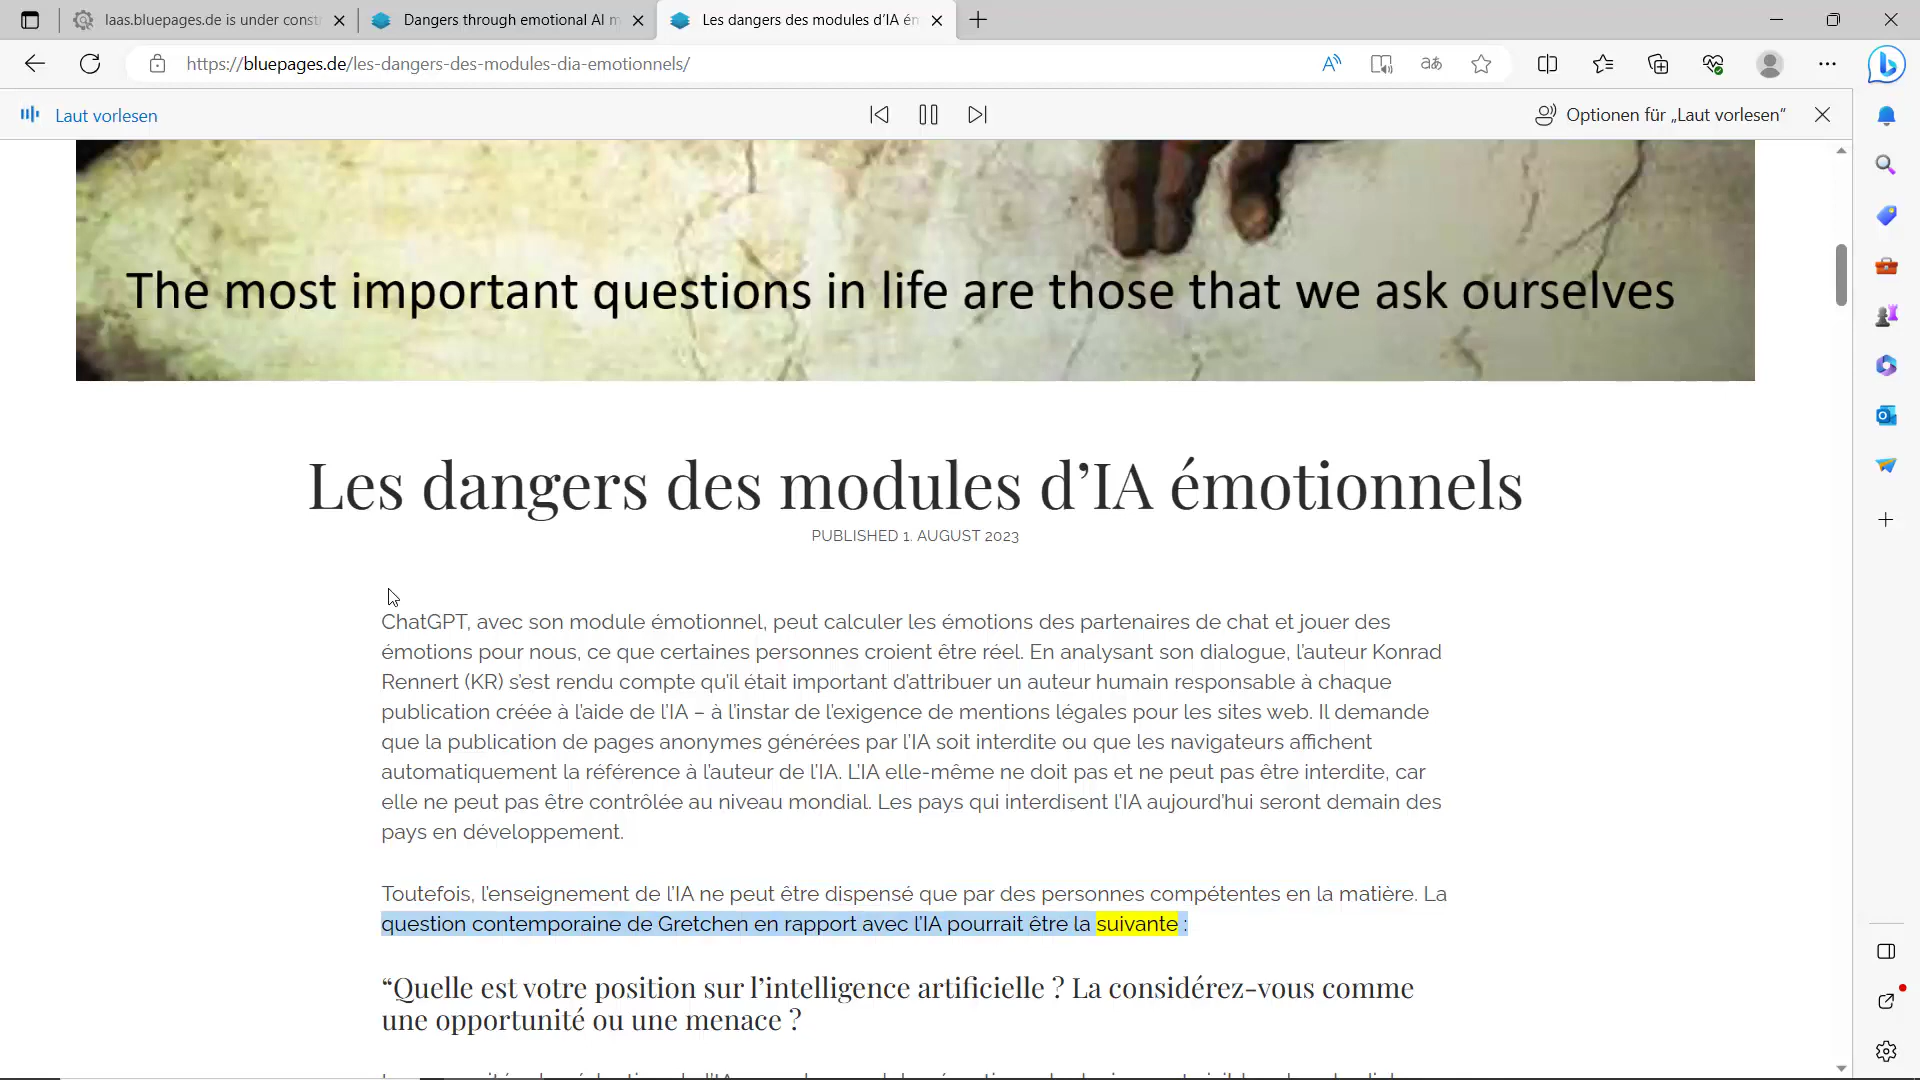 laas.bluepages.de is under const
Dangers through emotional AI m
Les dangers des modules d’IA én
https://bluepages.de/les-dangers-des-modules-dia-emotionnels/
Laut vorlesen
Optionen für „Laut vorlesen“
The most important questions in life are those that we ask ourselves
Les dangers des modules d’IA émotionnels
PUBLISHED 1. AUGUST 2023
ChatGPT, avec son module émotionnel, peut calculer les émotions des partenaires de chat et jouer des
émotions pour nous, ce que certaines personnes croient être réel. En analysant son dialogue, l’auteur Konrad
Rennert (KR) s’est rendu compte qu’il était important d’attribuer un auteur humain responsable à chaque
publication créée à l’aide de l’IA – à l’instar de l’exigence de mentions légales pour les sites web. Il demande
que la publication de pages anonymes générées par l’IA soit interdite ou que les navigateurs affichent
automatiquement la référence à l’auteur de l’IA. L’IA elle-même ne doit pas et ne peut pas être interdite, car
elle ne peut pas être contrôlée au niveau mondial. Les pays qui interdisent l’IA aujourd’hui seront demain des
pays en développement.
Toutefois, l’enseignement de l’IA ne peut être dispensé que par des personnes compétentes en la matière. La
question contemporaine de Gretchen en rapport avec l’IA pourrait être la suivante :
“Quelle est votre position sur l’intelligence artificielle ? La considérez-vous comme
une opportunité ou une menace ?